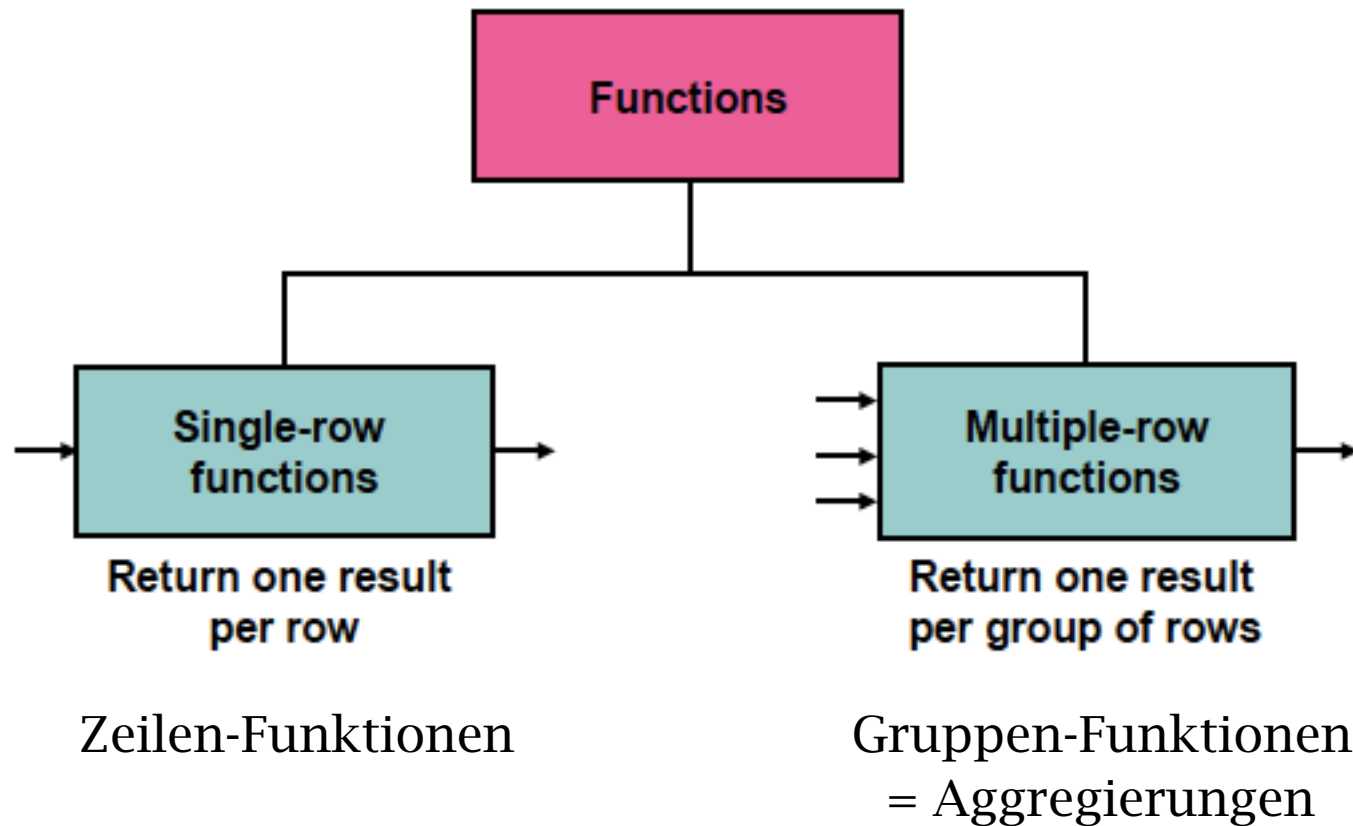 Functions
Single-row
functions
Return one result
per row
Zeilen-Funktionen
Multiple-row
functions
Return one result
per group of rows
Gruppen-Funktionen
= Aggregierungen